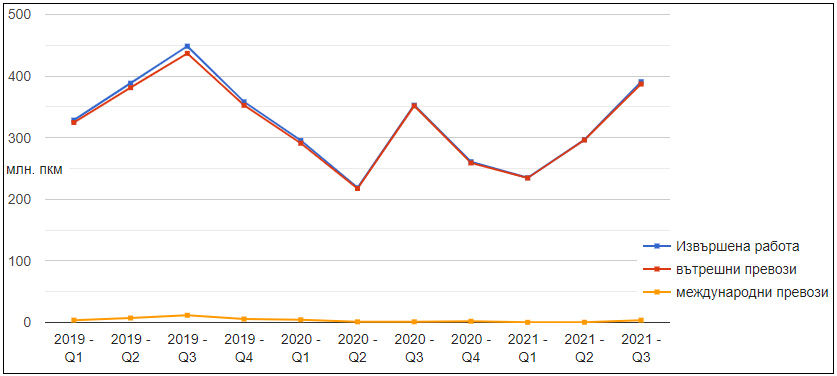 500
400
300
млн. пкм
200
Извършена работа
вътрешни превози
100
международни превози
0
2019 - 2019 - 2019 - 2019 - 2020 - 2020 - 2020 - 2020 - 2021 - 2021 - 2021 -
Q1 Q2 Q3 Q4 Q1 Q2 Q3 Q4 Q1 Q2 Q3